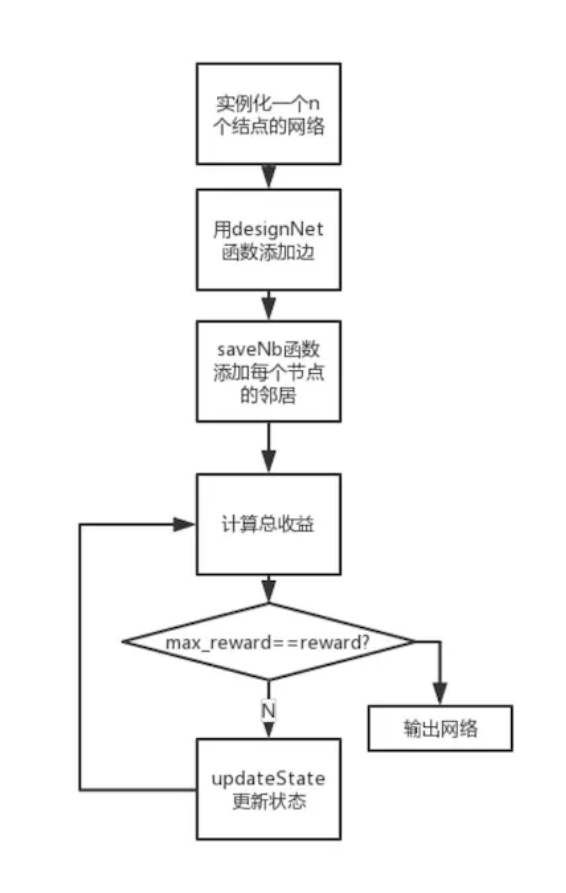 实例化一个n
个结点的网络
用designNet
函数添加边
saveNb函数
添加每个节点
的邻居
计算总收益
max_reward==reward?
N
输出网络
updateState
更新状态